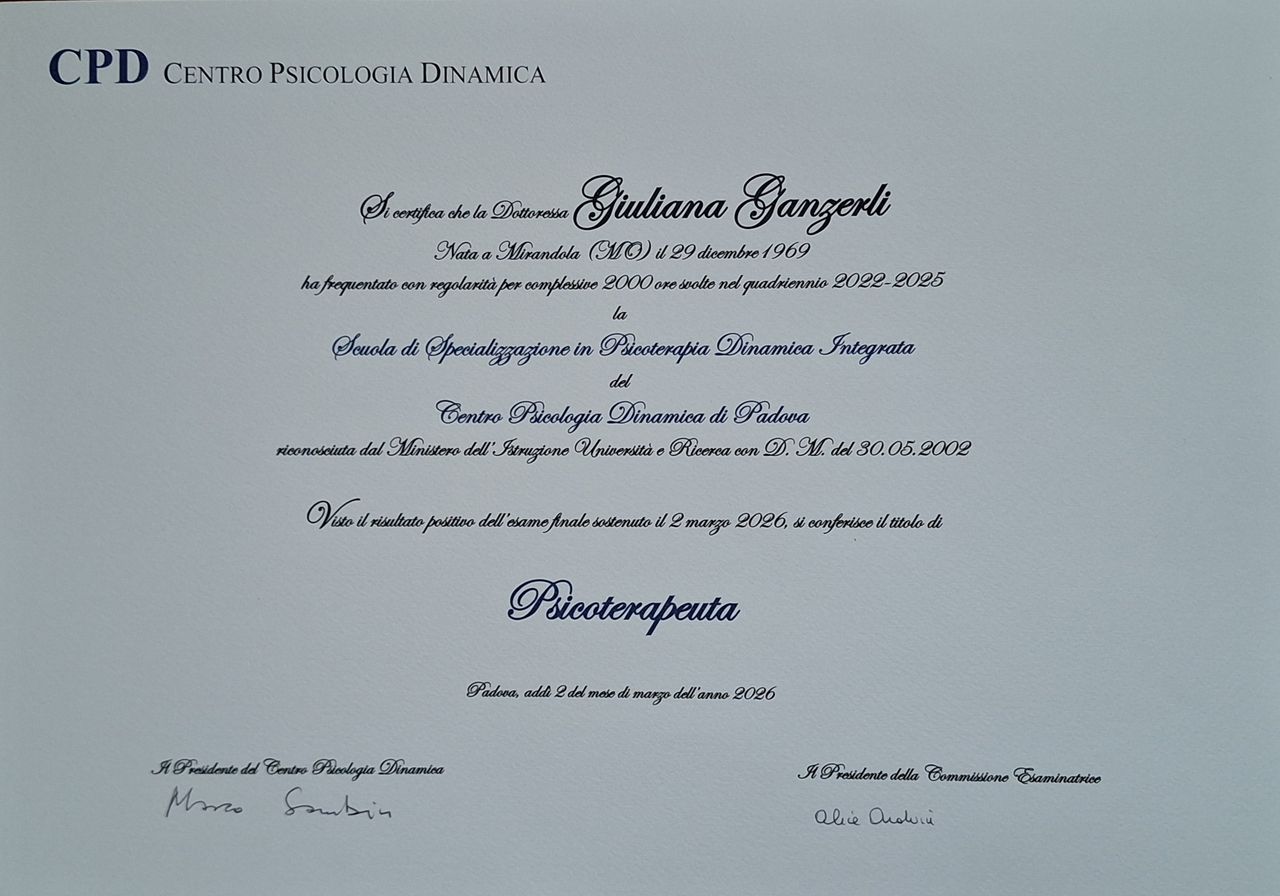 CPD CENTRO PSICOLOGIA DINAMICA
Si certifica che la Dottoressa Giuliana Ganzerli
Nata a Mirandola (MO) il 29 dicembre 1969
ha frequentato con regolarità per complessive 2000 ore svolte nel quadriennio 2022-2025
la
Scuola di Specializzazione in Psicoterapia Dinamica Integrata
del
Centro Psicologia Dinamica di Padova
riconosciuta dal Ministero dell'Istruzione Università e Ricerca con D. M. del 30.05.2002
Visto il risultato positivo dell'esame finale sostenuto il 2 marzo 2026, si conferisce il titolo di
Psicoterapeuta
Padova, addì 2 del mese di marzo dell'anno 2026
Il Presidente del Centro Psicologia Dinamica
Il Presidente della Commissione Esaminatrice
Marco Sambin
Alice